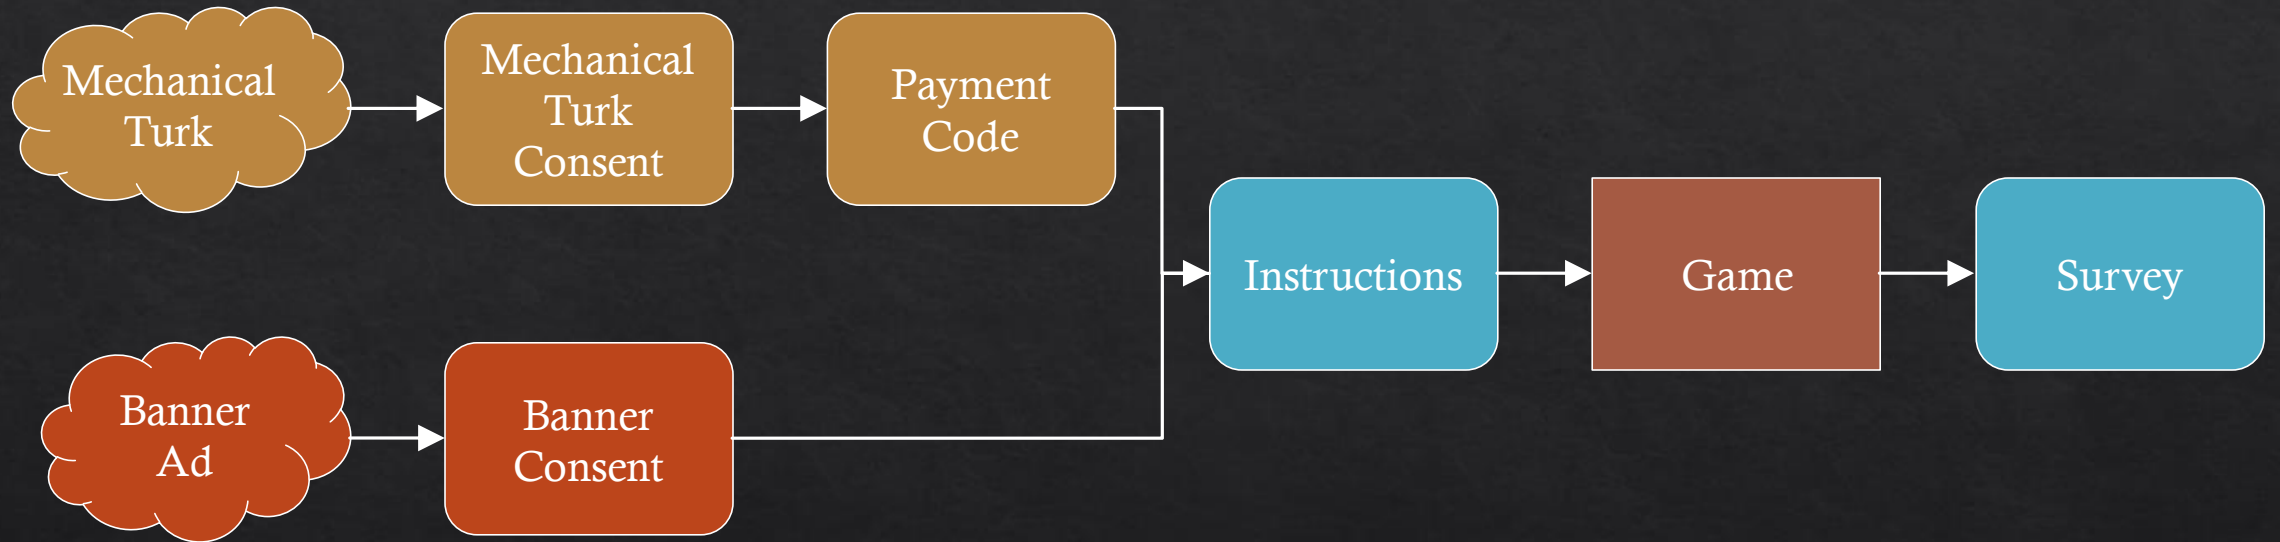 Mechanical
Turk
Mechanical
Turk
Consent
Payment
Code
Instructions
Game
Survey
Banner
Ad
Banner
Consent